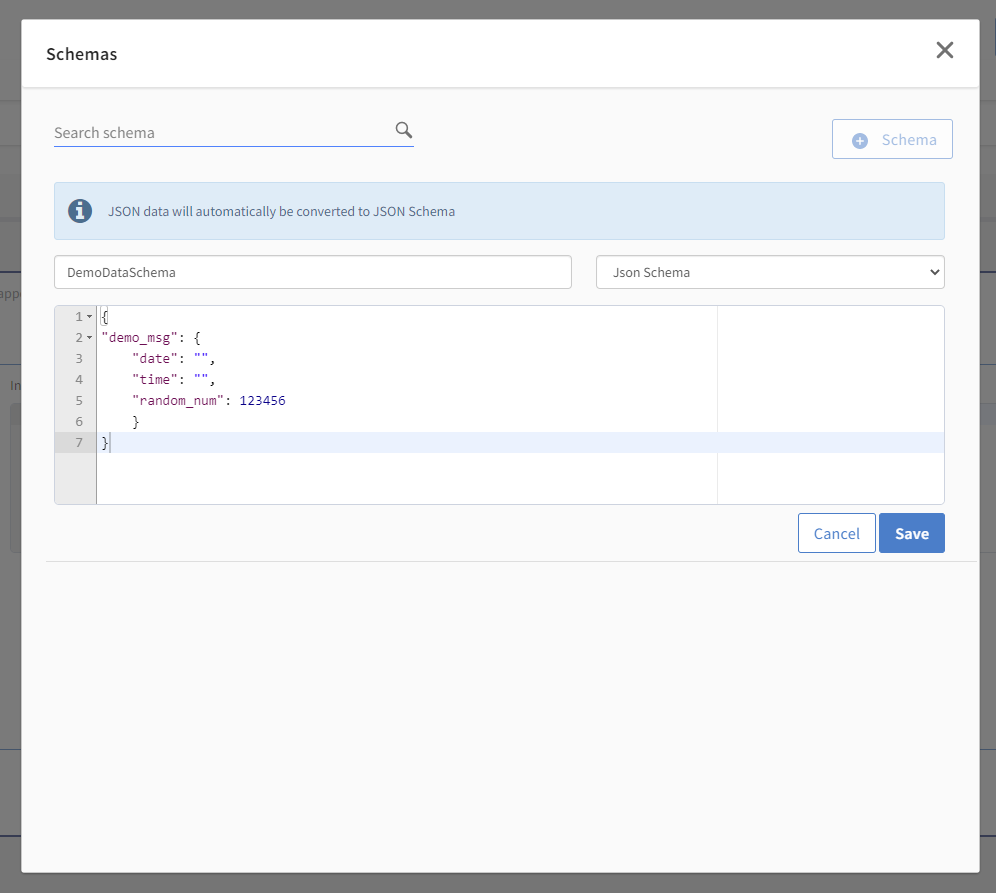 Schemas
Search schema
Schema
JSON data will automatically be converted to JSON Schema
DemoDataSchema
Json Schema
1 {
2 "demo_msg": {
3 "date": "",
4 "time": "",
5 "random_num": 123456
6 }
7 }
Cancel
Save